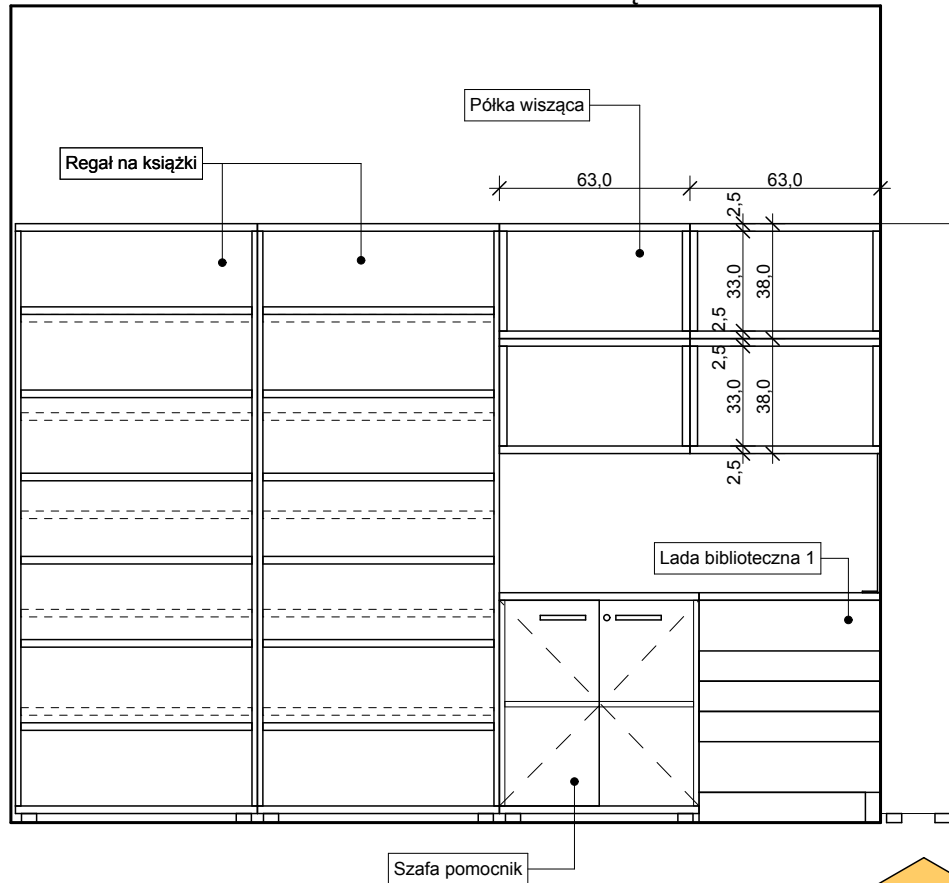 Półka wisząca
Regał na książki
63,0
63,0
2,5
33,0
38,0
2,5
2,5
33,0
38,0
2,5
Lada biblioteczna 1
Szafa pomocnik